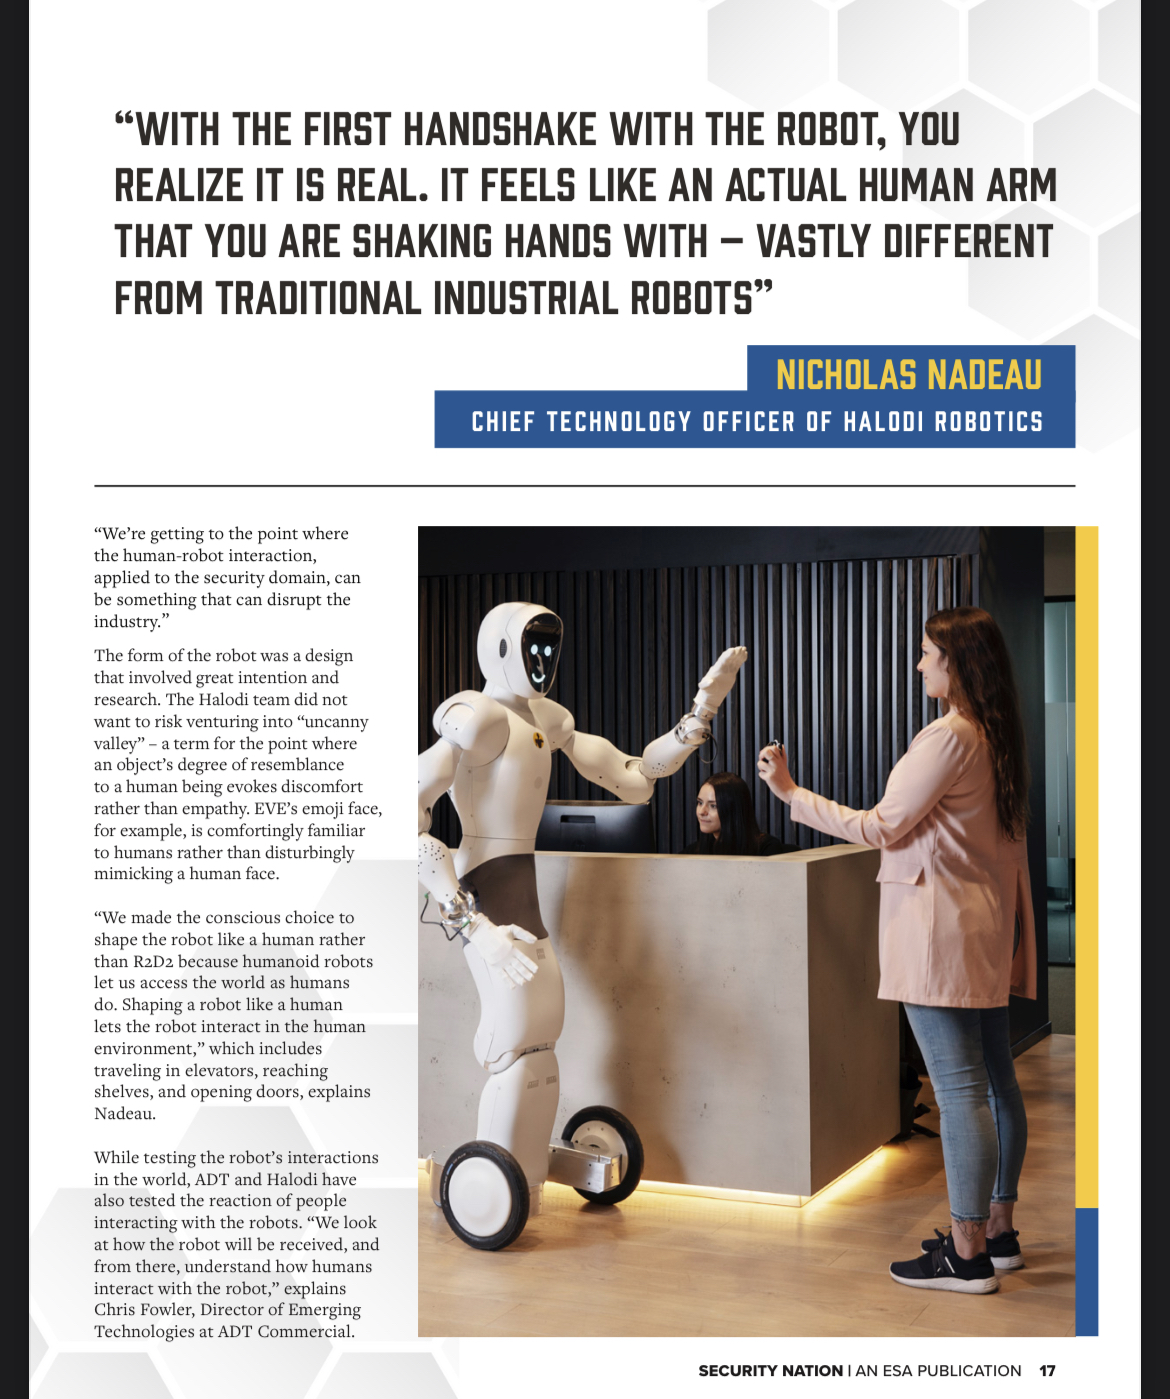 “WITH THE FIRST HANDSHAKE WITH THE ROBOT, YOU
REALIZE IT IS REAL. IT FEELS LIKE AN ACTUAL HUMAN ARM
THAT YOU ARE SHAKING HANDS WITH – VASTLY DIFFERENT
FROM TRADITIONAL INDUSTRIAL ROBOTS”
NICHOLAS NADEAU
CHIEF TECHNOLOGY OFFICER OF HALODI ROBOTICS
“We’re getting to the point where
the human-robot interaction,
applied to the security domain, can
be something that can disrupt the
industry.”
The form of the robot was a design
that involved great intention and
research. The Halodi team did not
want to risk venturing into “uncanny
valley” – a term for the point where
an object’s degree of resemblance
to a human being evokes discomfort
rather than empathy. EVE’s emoji face,
for example, is comfortingly familiar
to humans rather than disturbingly
mimicking a human face.
“We made the conscious choice to
shape the robot like a human rather
than R2D2 because humanoid robots
let us access the world as humans
do. Shaping a robot like a human
lets the robot interact in the human
environment,” which includes
traveling in elevators, reaching
shelves, and opening doors, explains
Nadeau.
While testing the robot’s interactions
in the world, ADT and Halodi have
also tested the reaction of people
interacting with the robots. “We look
at how the robot will be received, and
from there, understand how humans
interact with the robot,” explains
Chris Fowler, Director of Emerging
Technologies at ADT Commercial.
SECURITY NATION | AN ESA PUBLICATION 17